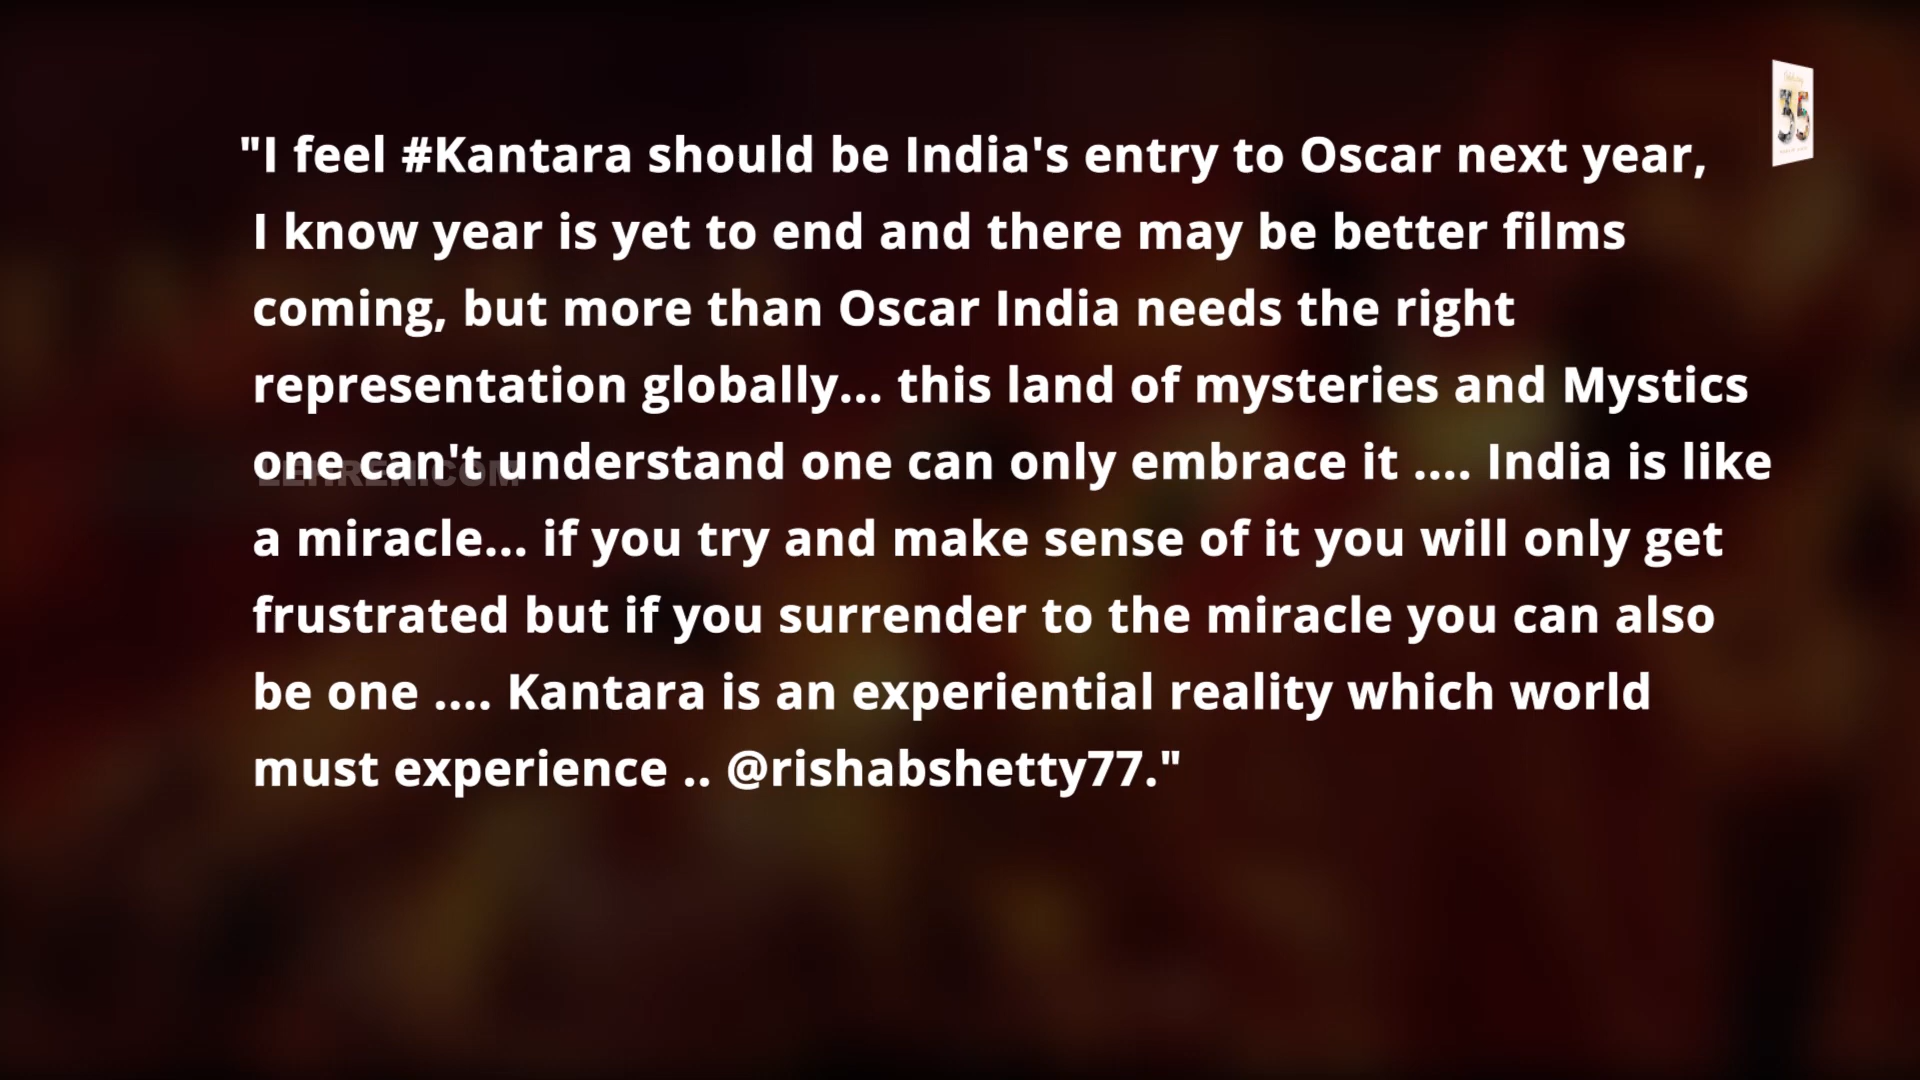 "I feel #Kantara should be India's entry to Oscar next year,
I know year is yet to end and there may be better films
coming, but more than Oscar India needs the right
representation globally... this land of mysteries and Mystics
one can't understand one can only embrace it .... India is like
a miracle... if you try and make sense of it you will only get
frustrated but if you surrender to the miracle you can also
be one .... Kantara is an experiential reality which world
must experience .. @rishabshetty77."
LEHREN.COM
35